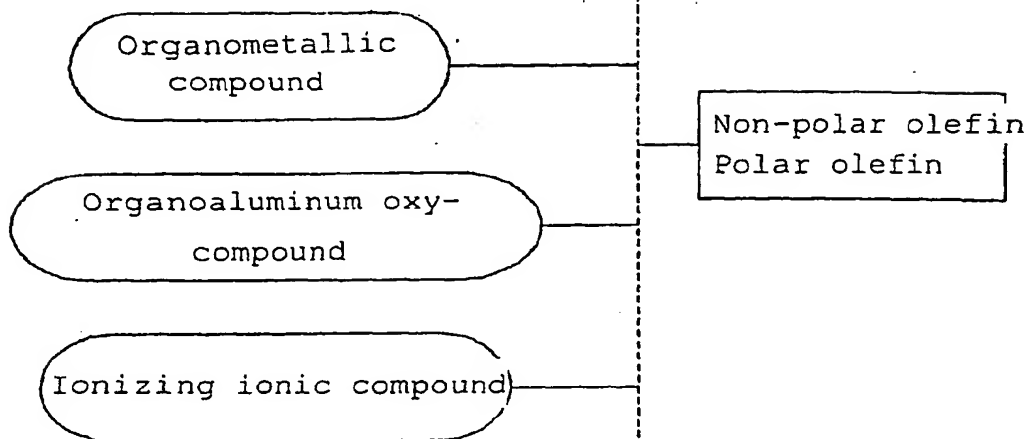 Organometallic
compound
Non-polar olefin
Polar olefin
Organoaluminum oxy-
compound
Ionizing ionic compound